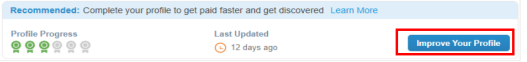 Recommended: Complete your profile to get paid faster and get discovered Learn More
Profile Progress
Last Updated
12 days ago
Improve Your Profile